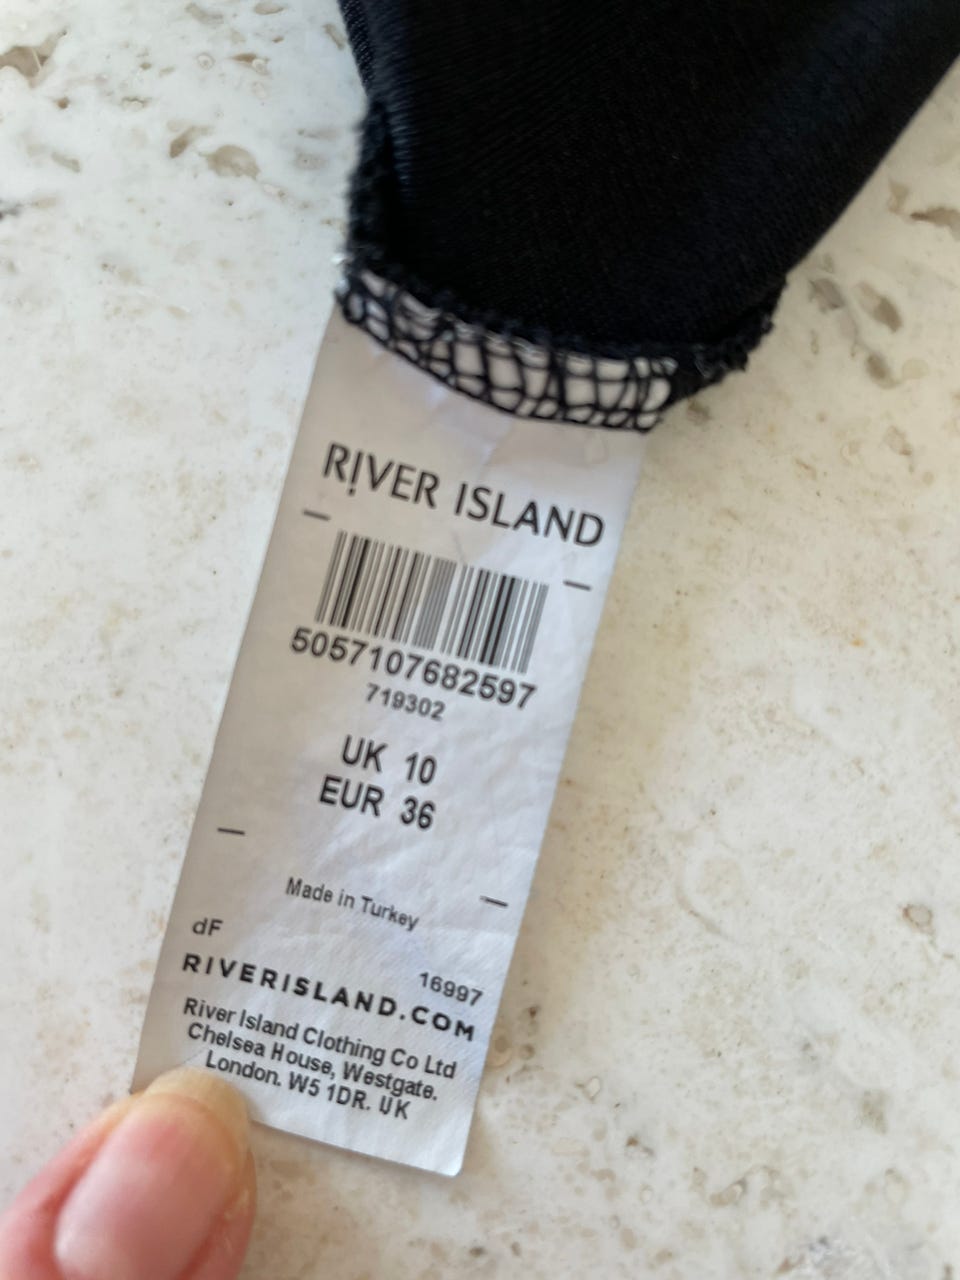 RIVER ISLAND
5057107682597
719302
UK 10
EUR 36
Made in Turkey
dF
16997
RIVERISLAND.COM
River Island Clothing Co Ltd
Chelsea House, Westgate.
London. W5 1DR. UK